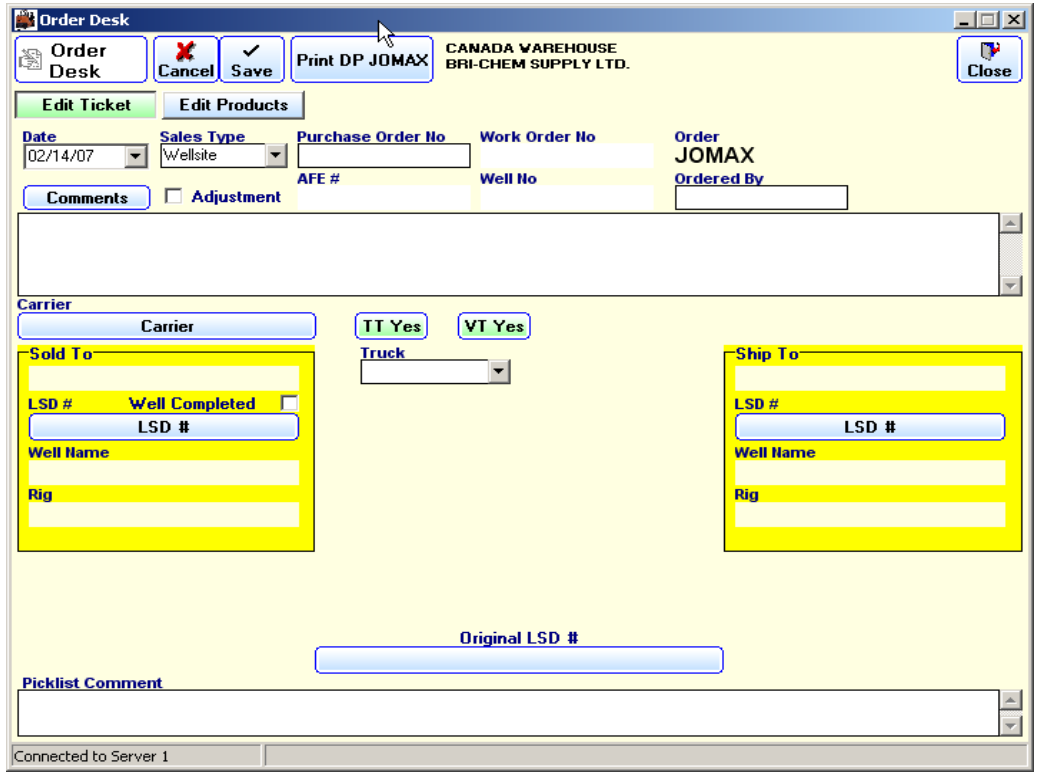 Order Desk
Order Desk
Cancel
Save
Print DP JOMAX
CANADA WAREHOUSE
BRI-CHEM SUPPLY LTD.
Close
Edit Ticket
Edit Products
Date
Sales Type
Purchase Order No
Work Order No
Order
02/14/07
Wellsite
JOMAX
AFE #
Well No
Ordered By
Comments
Adjustment
Carrier
Carrier
TT Yes
VT Yes
Sold To
Truck
Ship To
LSD #
Well Completed
LSD #
LSD #
LSD #
Well Name
Well Name
Rig
Rig
Original LSD #
Picklist Comment
Connected to Server 1